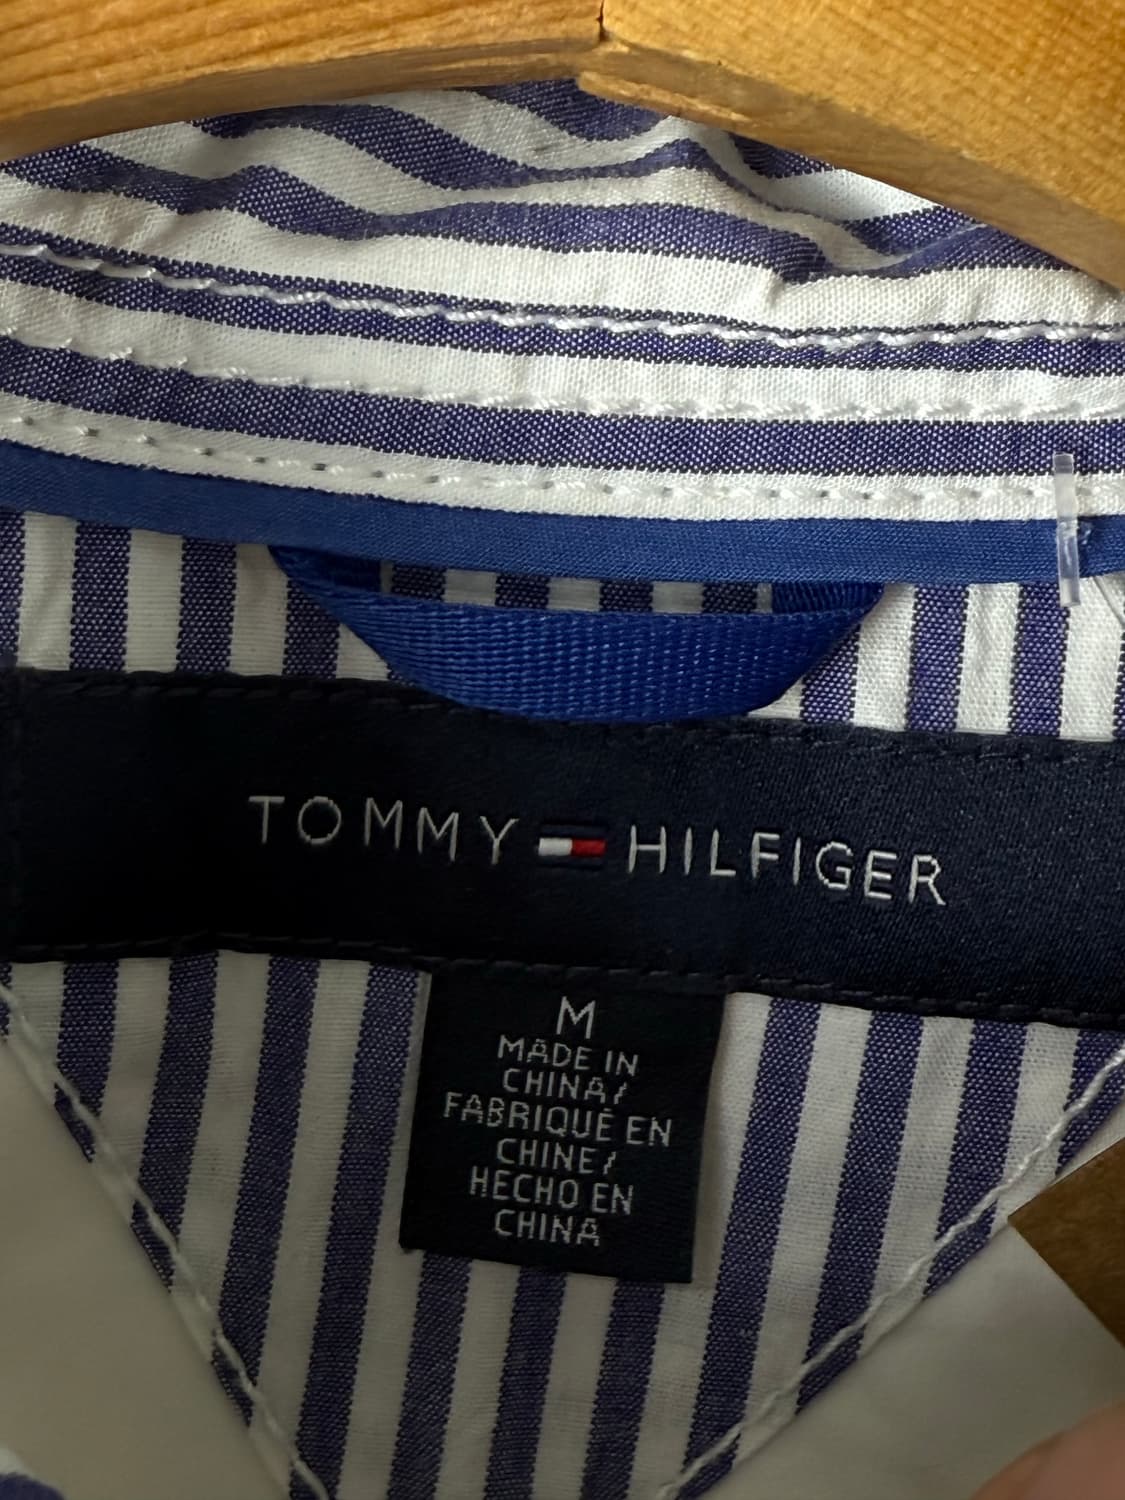 TOMMY HILFIGER
M
MADE IN
CHINA/
FABRIQUÉ EN
CHINE/
HECHO EN
CHINA